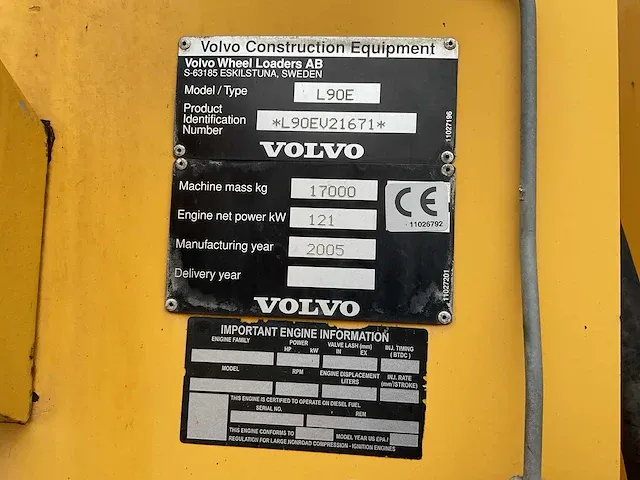 Volvo Construction Equipment
Volvo Wheel Loaders AB
S-63185 ESKILSTUNA, SWEDEN
Model / Type L90E
Product
Identification
Number *L90EV21671*
11027196
VOLVO
Machine mass kg 17000
Engine net power kW 121
CE
11026792
Manufacturing year 2005
Delivery year
11027201
VOLVO
IMPORTANT ENGINE INFORMATION
ENGINE FAMILY POWER VALVE LASH (mm) INJ. TIMING
HP kW IN EX (BTDC)
MODEL RPM ENGINE DISPLACEMENT INJ. RATE
LITERS (mm³/STROKE)
THIS ENGINE IS CERTIFIED TO OPERATE ON DIESEL FUEL
SERIAL NO. REM
THIS ENGINE CONFORMS TO MODEL YEAR US EPA/
REGULATION FOR LARGE NONROAD COMPRESSION - IGNITION ENGINES